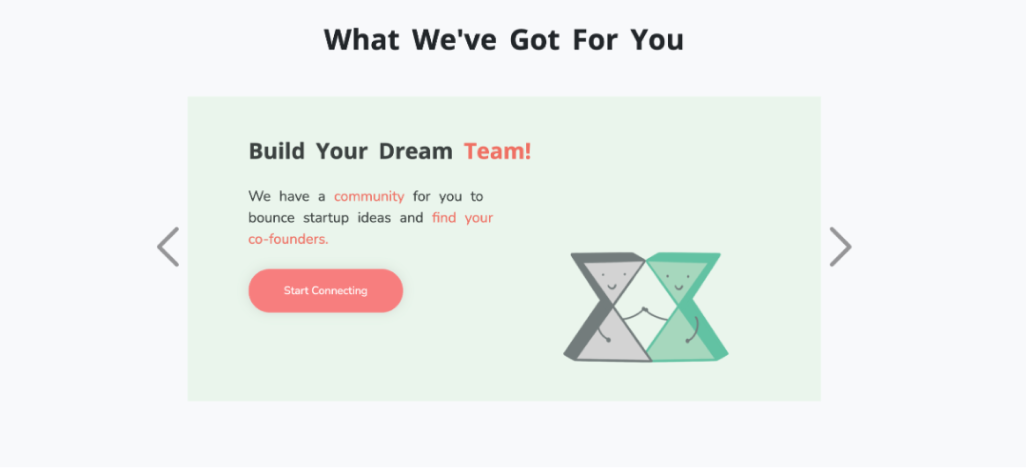 What We've Got For You
Build Your Dream Team!
We have a community for you to
bounce startup ideas and find your
co-founders.
Start Connecting